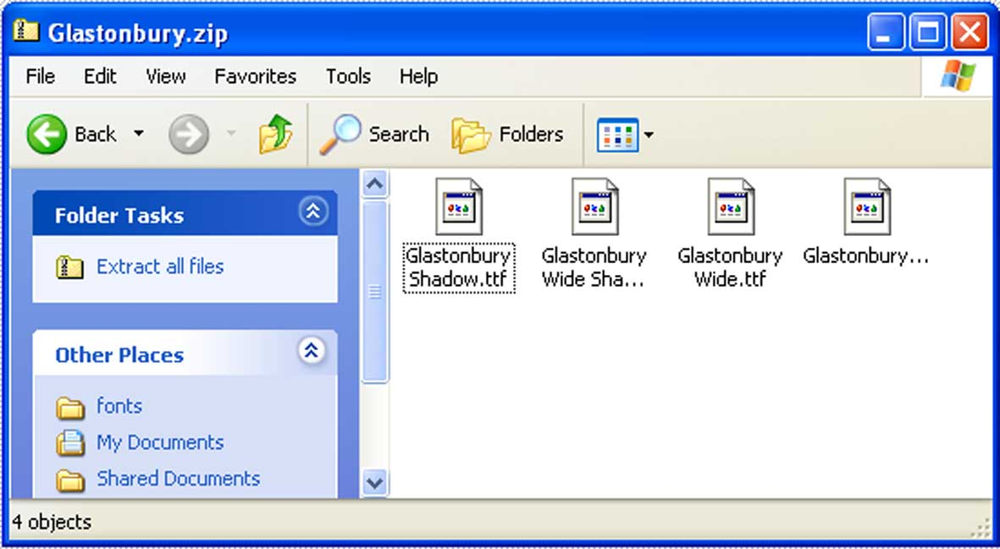 Glastonbury.zip
File Edit View Favorites Tools Help
Back Search Folders
Folder Tasks
Extract all files
Other Places
fonts
My Documents
Shared Documents
Glastonbury
Shadow.ttf
Glastonbury
Wide Sha...
Glastonbury
Wide.ttf
Glastonbury...
4 objects